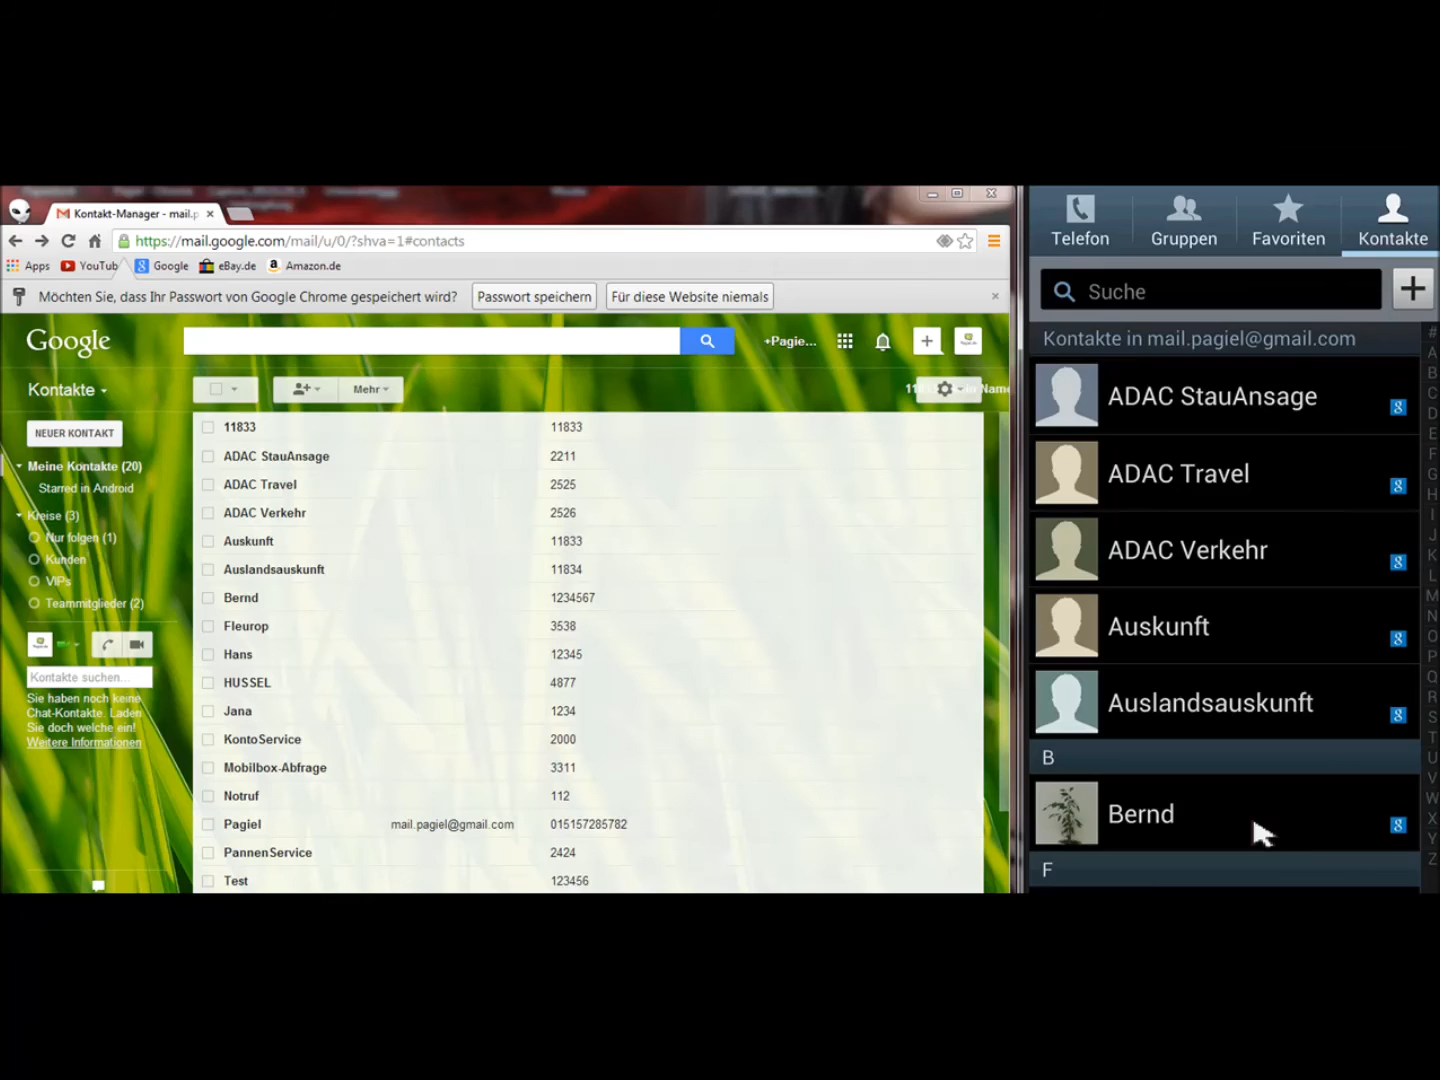 Kontakt-Manager - mail.p
https://mail.google.com/mail/u/0/?shva=1#contacts
Apps YouTube Google eBay.de Amazon.de
Möchten Sie, dass Ihr Passwort von Google Chrome gespeichert wird? Passwort speichern Für diese Website niemals
Google
+Pagie...
Kontakte
Mehr
NEUER KONTAKT
Meine Kontakte (20)
Starred in Android
Kreise (3)
Nur folgen (1)
Kunden
VIPs
Teammitglieder (2)
Kontakte suchen...
Sie haben noch keine
Chat-Kontakte. Laden
Sie doch welche ein!
Weitere Informationen
11833 11833
ADAC StauAnsage 2211
ADAC Travel 2525
ADAC Verkehr 2526
Auskunft 11833
Auslandsauskunft 11834
Bernd 1234567
Fleurop 3538
Hans 12345
HUSSEL 4877
Jana 1234
KontoService 2000
Mobilbox-Abfrage 3311
Notruf 112
Pagiel mail.pagiel@gmail.com 015157285782
PannenService 2424
Test 123456
Telefon Gruppen Favoriten Kontakte
Suche
Kontakte in mail.pagiel@gmail.com
ADAC StauAnsage
ADAC Travel
ADAC Verkehr
Auskunft
Auslandsauskunft
B
Bernd
F
#
A
B
C
D
E
F
G
H
I
J
K
L
M
N
O
P
Q
R
S
T
U
V
W
X
Y
Z